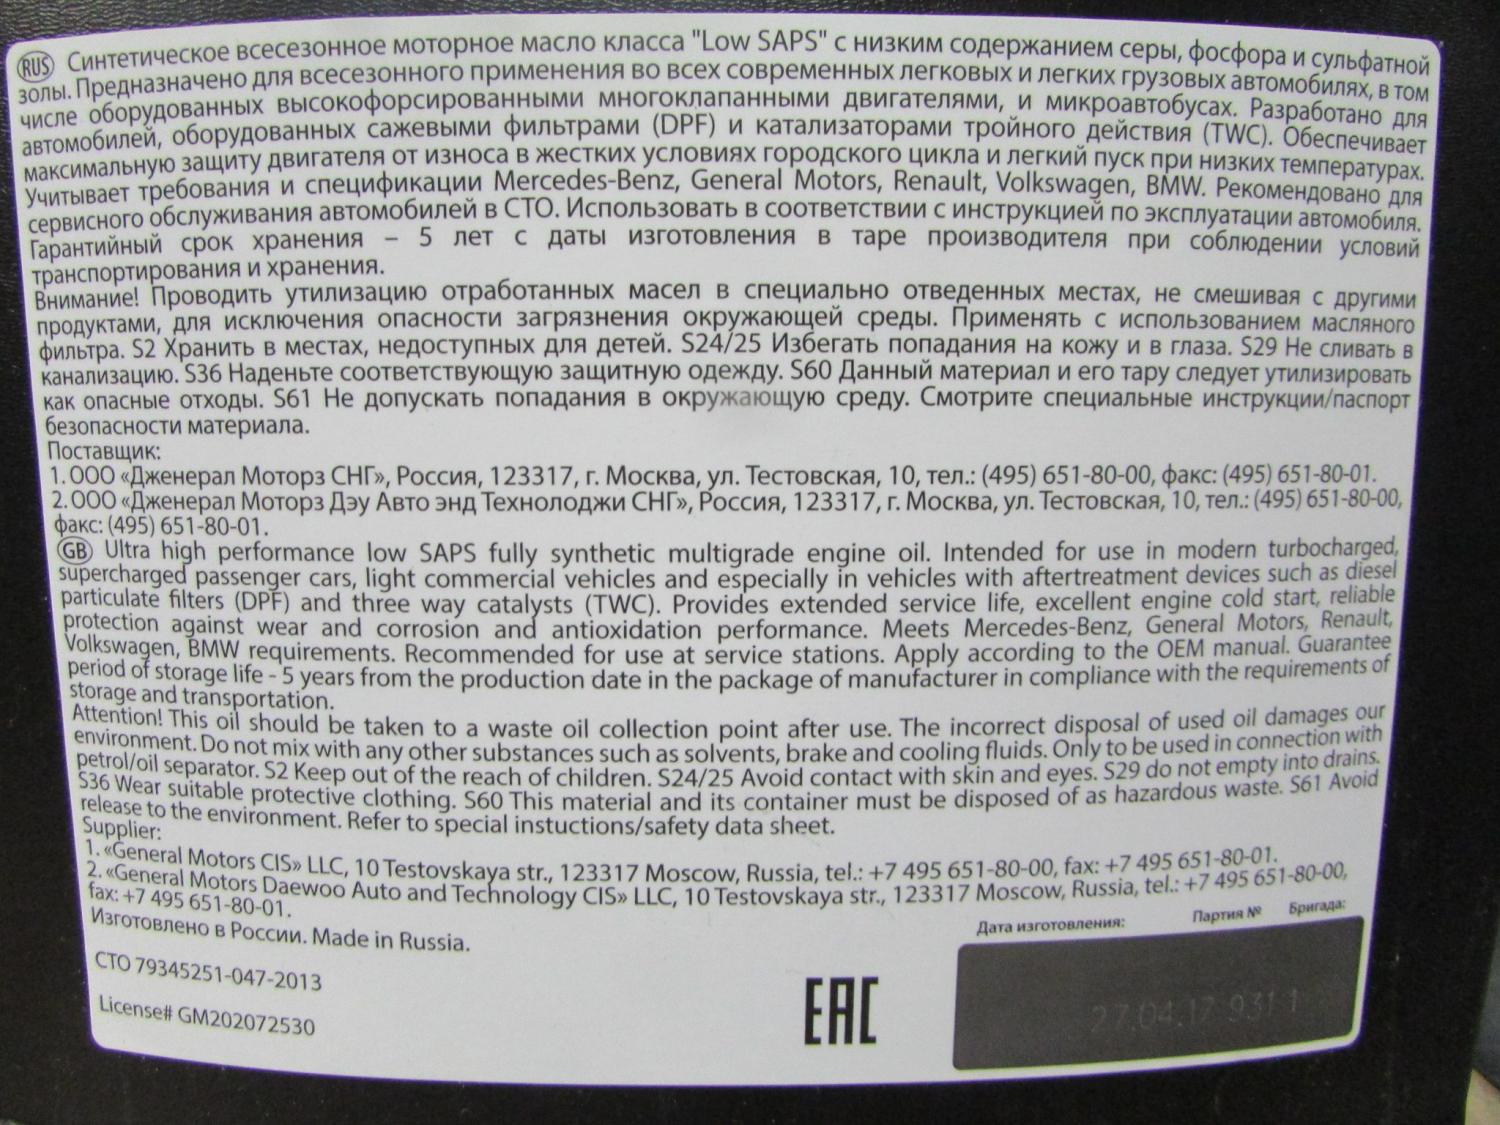 RUS Синтетическое всесезонное моторное масло класса "Low SAPS" с низким содержанием серы, фосфора и сульфатной
золы. Предназначено для всесезонного применения во всех современных легковых и легких грузовых автомобилях, в том
числе оборудованных высокофорсированными многоклапанными двигателями, и микроавтобусах. Разработано для
автомобилей, оборудованных сажевыми фильтрами (DPF) и катализаторами тройного действия (TWC). Обеспечивает
максимальную защиту двигателя от износа в жестких условиях городского цикла и легкий пуск при низких температурах.
Учитывает требования и спецификации Mercedes-Benz, General Motors, Renault, Volkswagen, BMW. Рекомендовано для
сервисного обслуживания автомобилей в СТО. Использовать в соответствии с инструкцией по эксплуатации автомобиля.
Гарантийный срок хранения – 5 лет с даты изготовления в таре производителя при соблюдении условий
транспортирования и хранения.
Внимание! Проводить утилизацию отработанных масел в специально отведенных местах, не смешивая с другими
продуктами, для исключения опасности загрязнения окружающей среды. Применять с использованием масляного
фильтра. S2 Хранить в местах, недоступных для детей. S24/25 Избегать попадания на кожу и в глаза. S29 Не сливать в
канализацию. S36 Наденьте соответствующую защитную одежду. S60 Данный материал и его тару следует утилизировать
как опасные отходы. S61 Не допускать попадания в окружающую среду. Смотрите специальные инструкции/паспорт
безопасности материала.
Поставщик:
1. ООО «Дженерал Моторз СНГ», Россия, 123317, г. Москва, ул. Тестовская, 10, тел.: (495) 651-80-00, факс: (495) 651-80-01.
2. ООО «Дженерал Моторз Дэу Авто энд Технолоджи СНГ», Россия, 123317, г. Москва, ул. Тестовская, 10, тел.: (495) 651-80-00,
факс: (495) 651-80-01.
GB Ultra high performance low SAPS fully synthetic multigrade engine oil. Intended for use in modern turbocharged,
supercharged passenger cars, light commercial vehicles and especially in vehicles with aftertreatment devices such as diesel
particulate filters (DPF) and three way catalysts (TWC). Provides extended service life, excellent engine cold start, reliable
protection against wear and corrosion and antioxidation performance. Meets Mercedes-Benz, General Motors, Renault,
Volkswagen, BMW requirements. Recommended for use at service stations. Apply according to the OEM manual. Guarantee
period of storage life - 5 years from the production date in the package of manufacturer in compliance with the requirements of
storage and transportation.
Attention! This oil should be taken to a waste oil collection point after use. The incorrect disposal of used oil damages our
environment. Do not mix with any other substances such as solvents, brake and cooling fluids. Only to be used in connection with
petrol/oil separator. S2 Keep out of the reach of children. S24/25 Avoid contact with skin and eyes. S29 do not empty into drains.
S36 Wear suitable protective clothing. S60 This material and its container must be disposed of as hazardous waste. S61 Avoid
release to the environment. Refer to special instuctions/safety data sheet.
Supplier:
1. «General Motors CIS» LLC, 10 Testovskaya str., 123317 Moscow, Russia, tel.: +7 495 651-80-00, fax: +7 495 651-80-01.
2. «General Motors Daewoo Auto and Technology CIS» LLC, 10 Testovskaya str., 123317 Moscow, Russia, tel.: +7 495 651-80-00,
fax: +7 495 651-80-01.
Изготовлено в России. Made in Russia.
Дата изготовления: Партия № Бригада:
СТО 79345251-047-2013
License# GM202072530
EAC
27.04.17 931 1